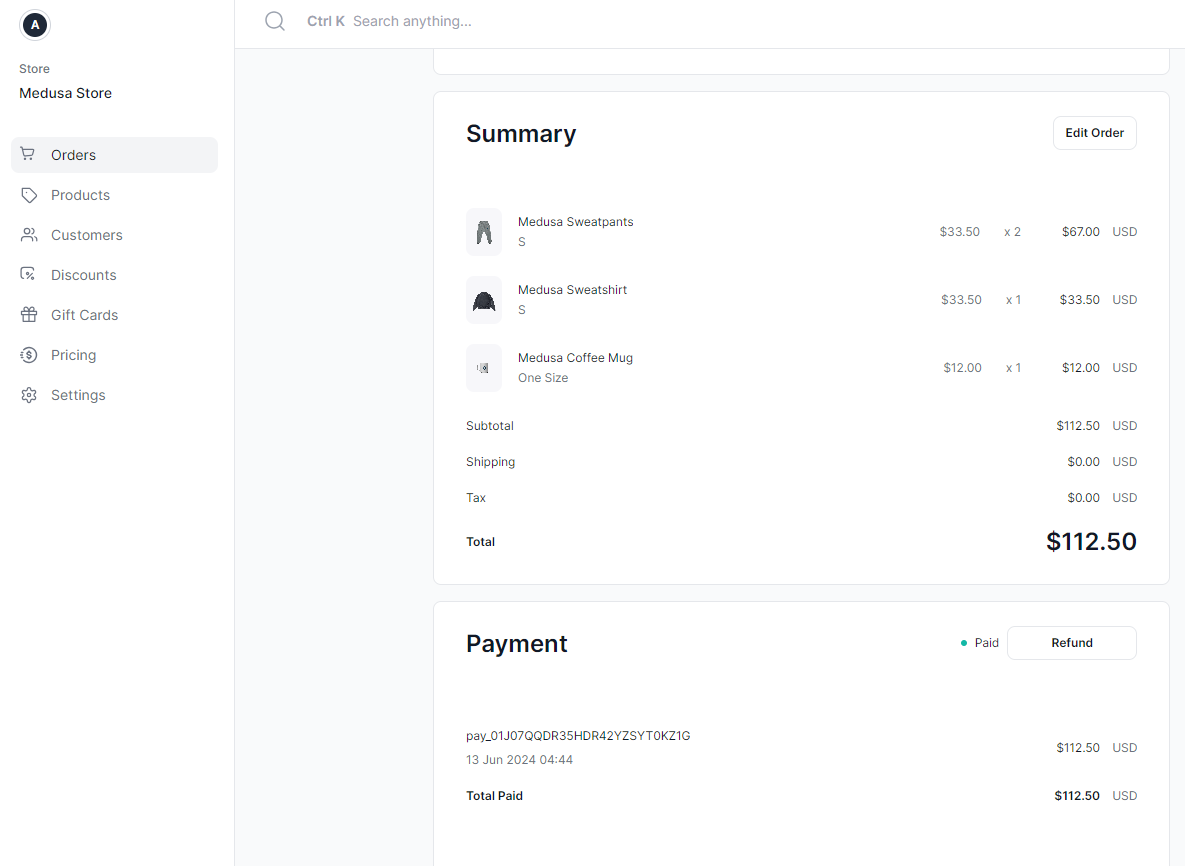 A
Ctrl K Search anything...
Store
Medusa Store
Orders
Products
Customers
Discounts
Gift Cards
Pricing
Settings
Summary
Edit Order
Medusa Sweatpants
S
$33.50 x 2 $67.00 USD
Medusa Sweatshirt
S
$33.50 x 1 $33.50 USD
Medusa Coffee Mug
One Size
$12.00 x 1 $12.00 USD
Subtotal $112.50 USD
Shipping $0.00 USD
Tax $0.00 USD
Total $112.50
Payment
Paid
Refund
pay_01J07QQDR35HDR42YZSYT0KZ1G
13 Jun 2024 04:44
$112.50 USD
Total Paid $112.50 USD